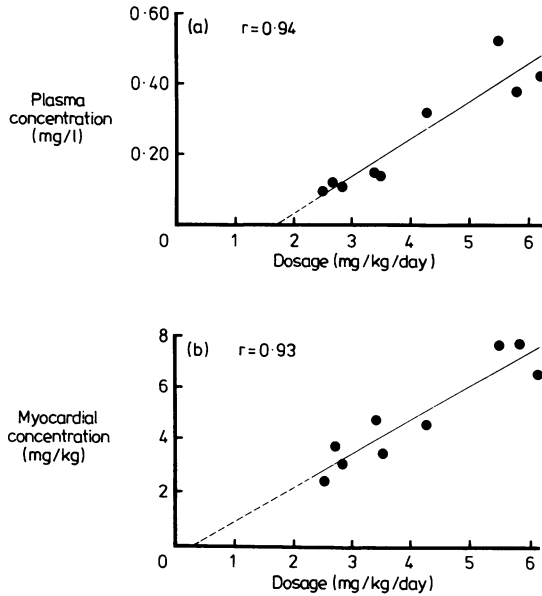 0·60
(a) r=0·94
0·40
Plasma
concentration
(mg/l)
0·20
0 1 2 3 4 5 6
Dosage (mg/kg/day)
8
(b) r=0·93
6
Myocardial
concentration
(mg/kg)
4
2
0 1 2 3 4 5 6
Dosage (mg/kg/day)